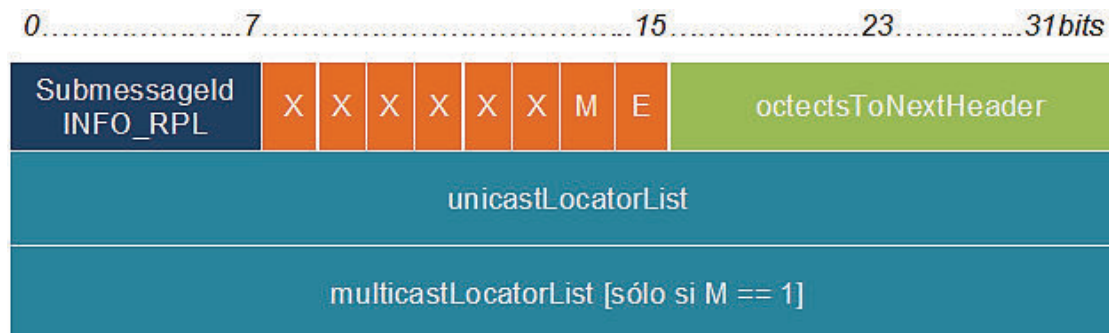 0.......................7.......................................15....................23...................31bits
SubmessageId
INFO_RPL
X X X X X X M E
octectsToNextHeader
unicastLocatorList
multicastLocatorList [sólo si M == 1]